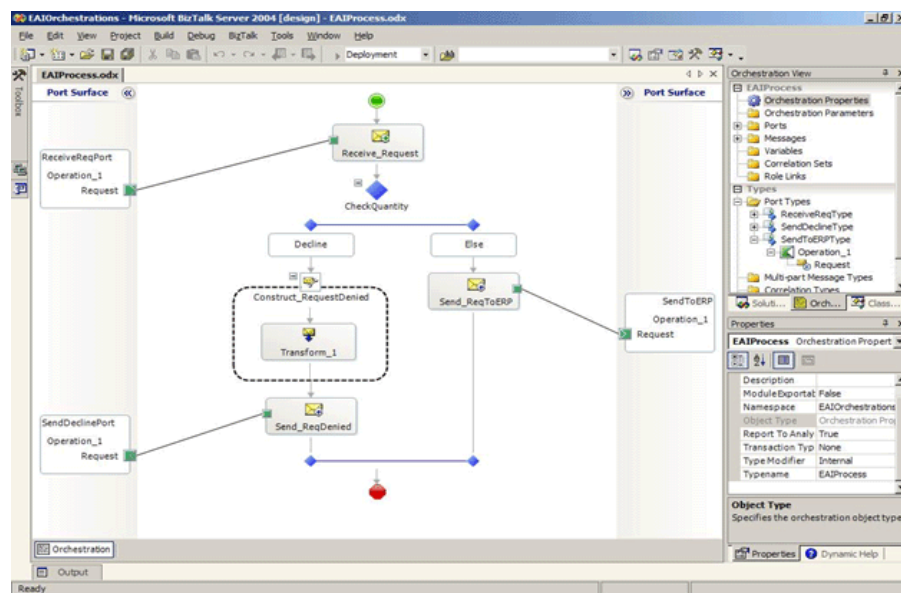 EAIOrchestrations - Microsoft BizTalk Server 2004 [design] - EAIProcess.odx
File Edit View Project Build Debug BizTalk Tools Window Help
Deployment
Toolbox
EAIProcess.odx
Port Surface
Port Surface
Receive_Request
ReceiveReqPort
Operation_1
Request
CheckQuantity
Decline
Else
Construct_RequestDenied
Send_ReqToERP
Transform_1
SendToERP
Operation_1
Request
Send_ReqDenied
SendDeclinePort
Operation_1
Request
Orchestration
Output
Ready
Orchestration View
EAIProcess
Orchestration Properties
Orchestration Parameters
Ports
Messages
Variables
Correlation Sets
Role Links
Types
Port Types
ReceiveReqType
SendDeclineType
SendToERPType
Operation_1
Request
Multi-part Message Types
Correlation Types
Soluti... Orch... Class...
Properties
EAIProcess Orchestration Propert
Description
ModuleExportat False
Namespace EAIOrchestrations
Object Type Orchestration Pro
Report To Analy True
Transaction Typ None
Type Modifier Internal
Typename EAIProcess
Object Type
Specifies the orchestration object type
Properties Dynamic Help